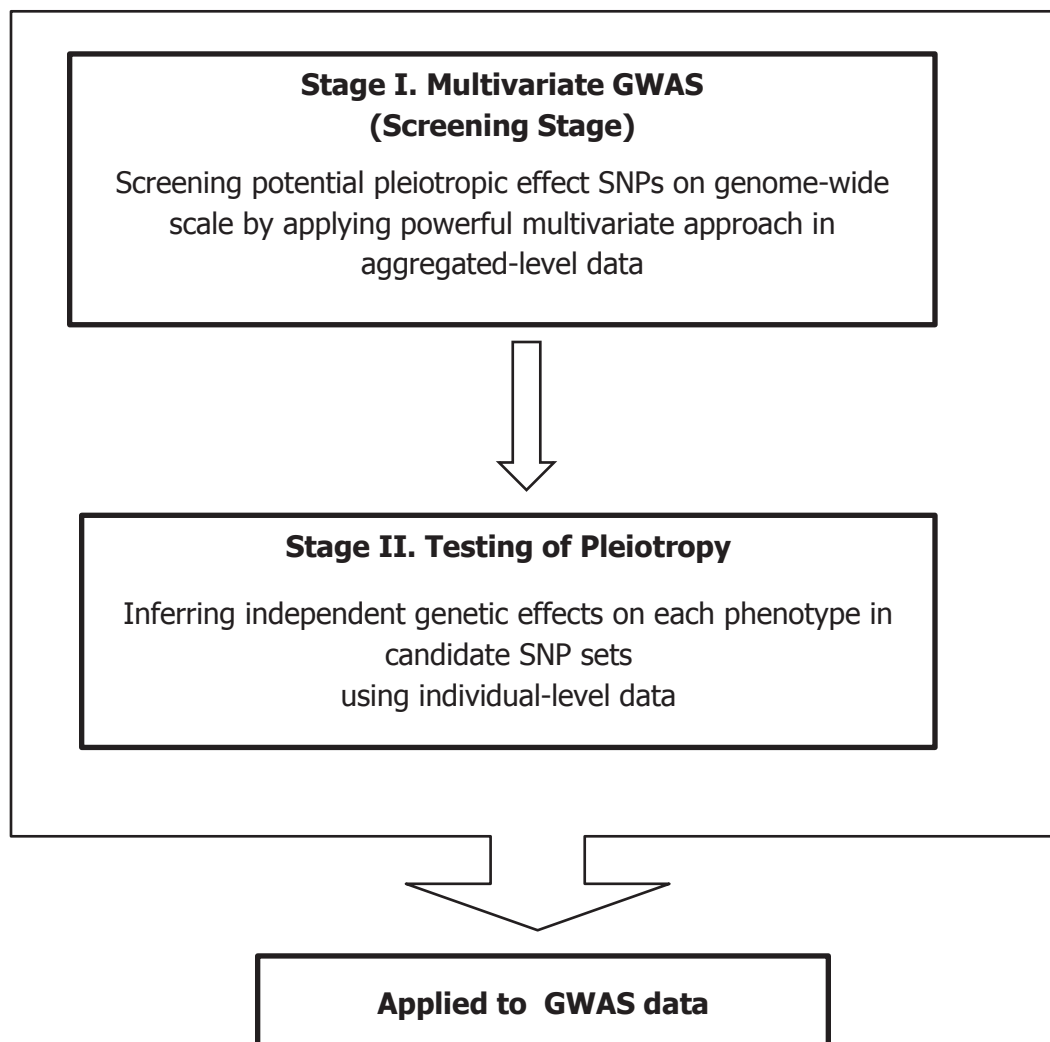 Stage I. Multivariate GWAS
(Screening Stage)
Screening potential pleiotropic effect SNPs on genome-wide
scale by applying powerful multivariate approach in
aggregated-level data
Stage II. Testing of Pleiotropy
Inferring independent genetic effects on each phenotype in
candidate SNP sets
using individual-level data
Applied to GWAS data